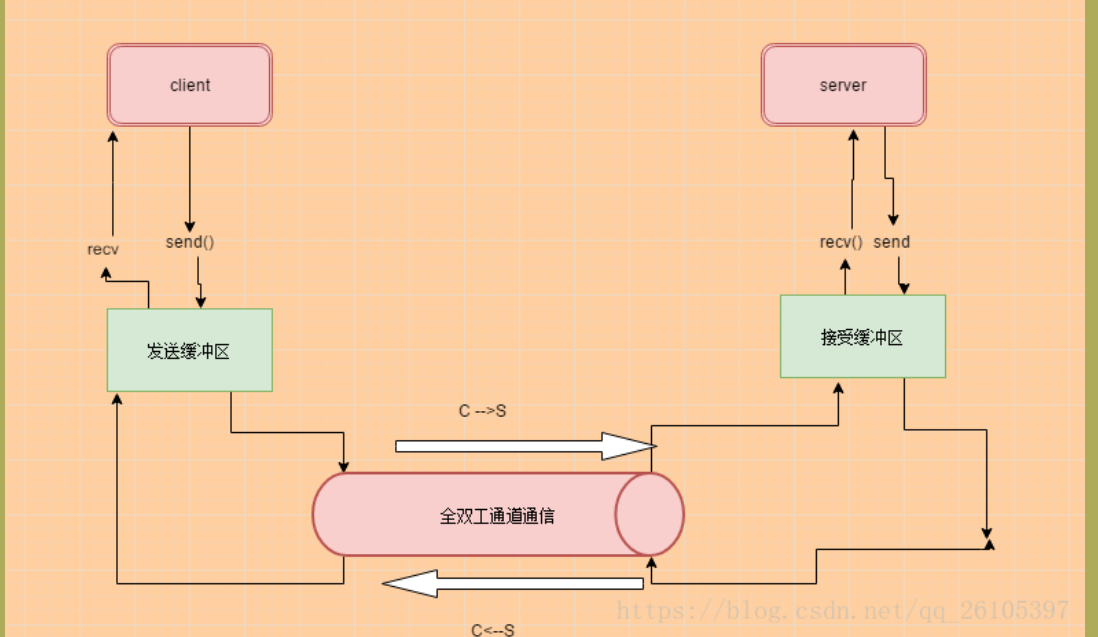 client
server
recv
send()
recv()
send
发送缓冲区
接受缓冲区
C -->S
全双工通道通信
C<--S
https://blog.csdn.net/qq_26105397